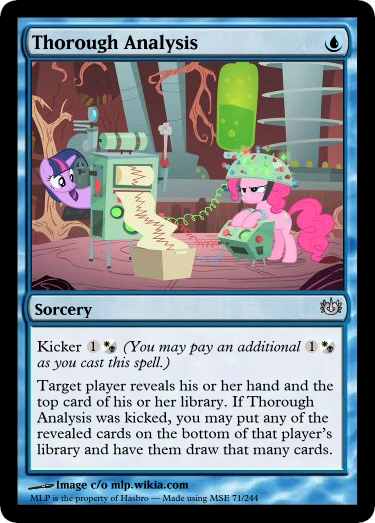 Thorough Analysis
Sorcery
Kicker 1 (You may pay an additional 1
as you cast this spell.)
Target player reveals his or her hand and the
top card of his or her library. If Thorough
Analysis was kicked, you may put any of the
revealed cards on the bottom of that player's
library and have them draw that many cards.
Image c/o mlp.wikia.com
MLP is the property of Hasbro — Made using MSE 71/244